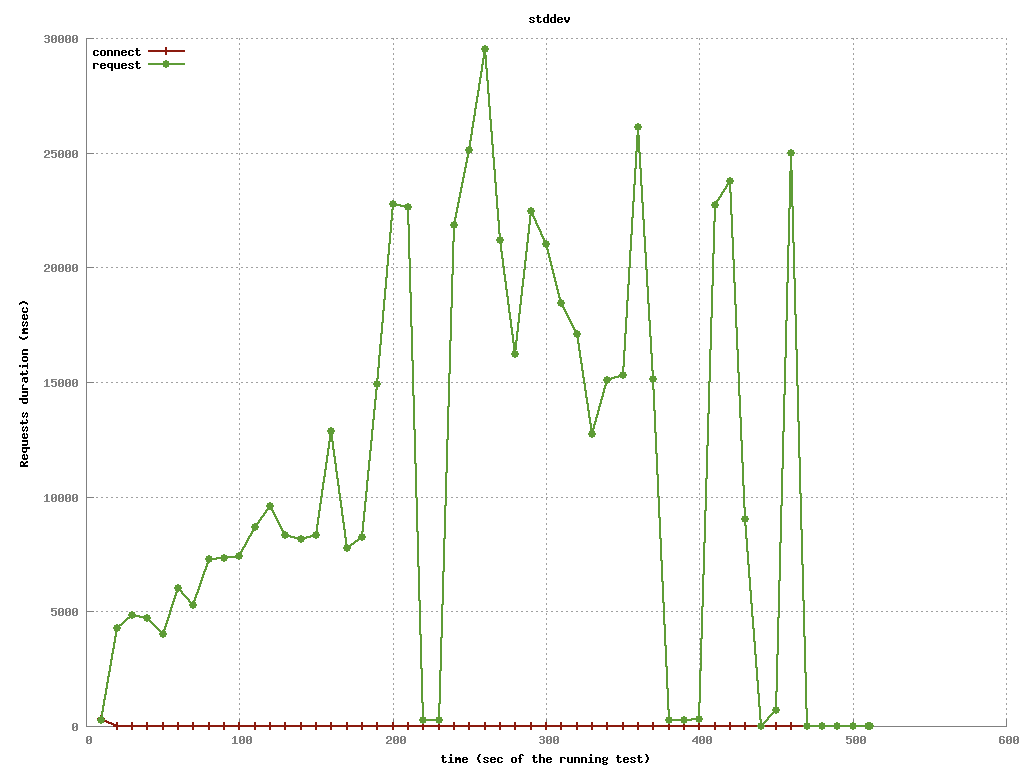 stddev
connect
request
30000
25000
20000
15000
10000
5000
0
Requests duration (msec)
0 100 200 300 400 500 600
time (sec of the running test)